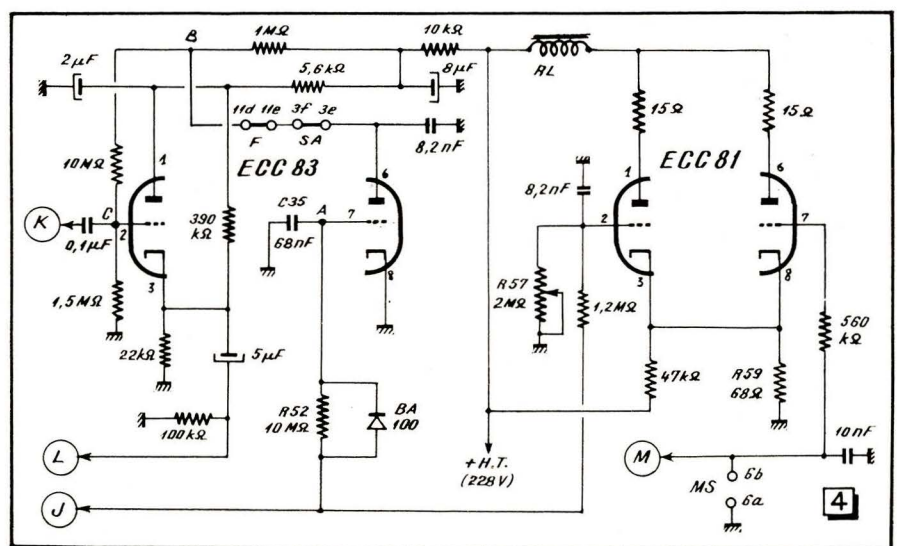 B
1MΩ
10kΩ
2µF
5,6kΩ
8µF
RL
11d 11e 3f 3e
F SA
15Ω
15Ω
8,2nF
10MΩ
1
ECC 83
6
ECC 81
K
C
0,1µF
2
3
390
kΩ
C35
68nF
A
7
8
8,2nF
1
2
3
6
7
8
1,5MΩ
R57
2MΩ
1,2MΩ
560
kΩ
22kΩ
5µF
47kΩ
R59
68Ω
100kΩ
R52
10MΩ
BA
100
10nF
L
+ H.T.
(228V)
M
MS
6b
6a
J
4